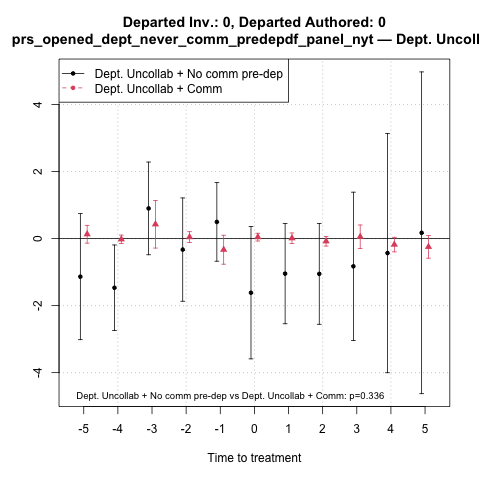 Departed Inv.: 0, Departed Authored: 0
prs_opened_dept_never_comm_predepdf_panel_nyt — Dept. Uncoll
Dept. Uncollab + No comm pre-dep
Dept. Uncollab + Comm
4
2
0
-2
-4
Dept. Uncollab + No comm pre-dep vs Dept. Uncollab + Comm: p=0.336
-5 -4 -3 -2 -1 0 1 2 3 4 5
Time to treatment